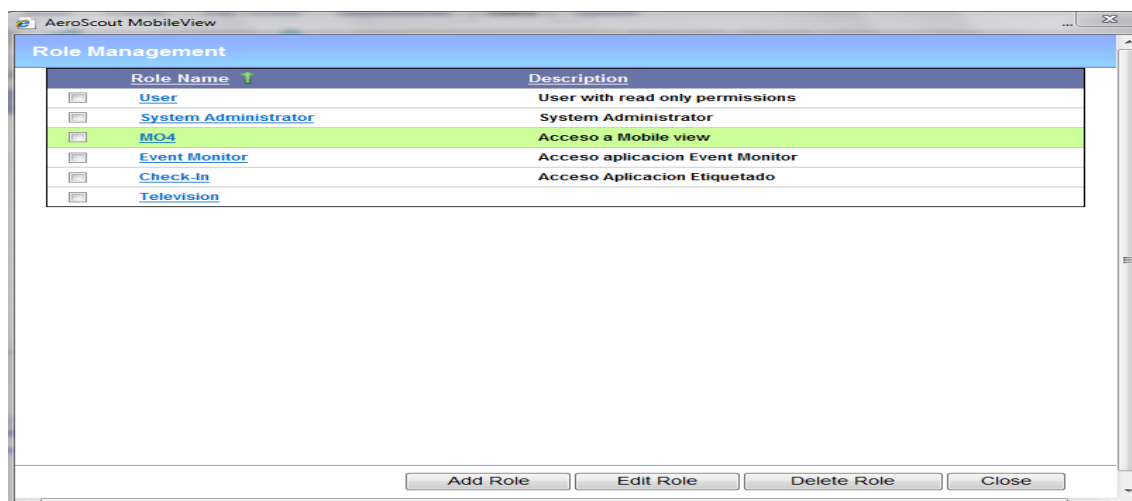 AeroScout MobileView
Role Management
Role Name Description
User User with read only permissions
System Administrator System Administrator
MO4 Acceso a Mobile view
Event Monitor Acceso aplicacion Event Monitor
Check-In Acceso Aplicacion Etiquetado
Television
Add Role Edit Role Delete Role Close